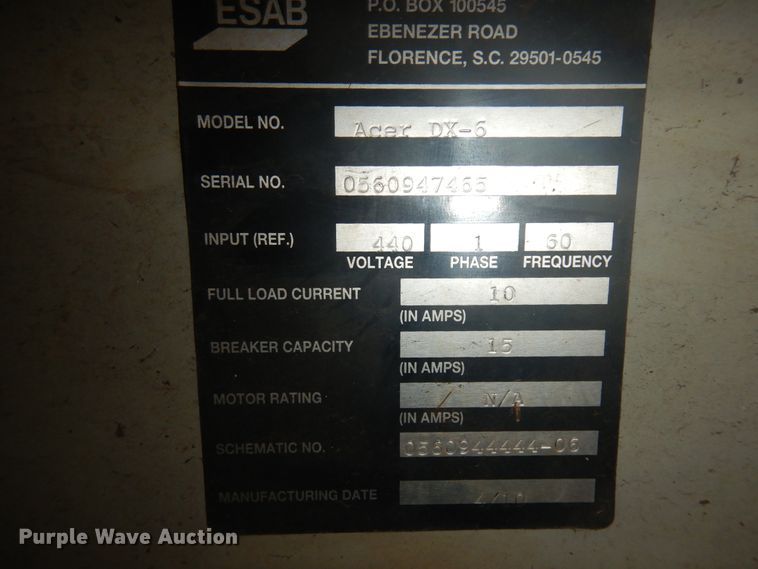 ESAB
P.O. BOX 100545
EBENEZER ROAD
FLORENCE, S.C. 29501-0545
MODEL NO. Acer DX-6
SERIAL NO. 0560947465
INPUT (REF.) 440 1 60
VOLTAGE PHASE FREQUENCY
FULL LOAD CURRENT 10
(IN AMPS)
BREAKER CAPACITY 15
(IN AMPS)
MOTOR RATING N/A
(IN AMPS)
SCHEMATIC NO. 0560944444-06
MANUFACTURING DATE 4/10
Purple Wave Auction